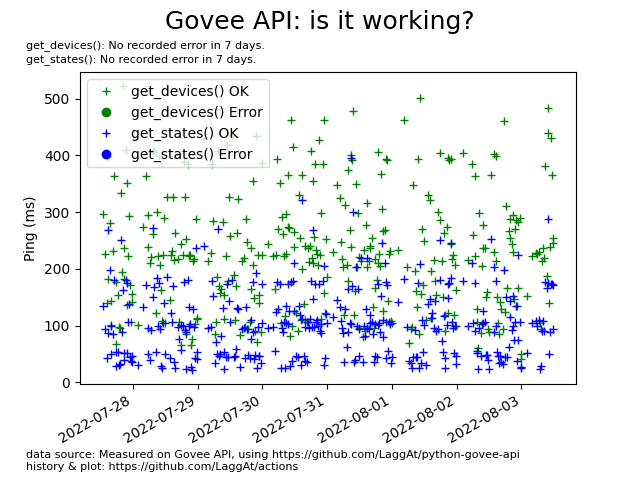 Govee API: is it working?
get_devices(): No recorded error in 7 days.
get_states(): No recorded error in 7 days.
get_devices() OK
get_devices() Error
get_states() OK
get_states() Error
Ping (ms)
500
400
300
200
100
0
2022-07-28
2022-07-29
2022-07-30
2022-07-31
2022-08-01
2022-08-02
2022-08-03
data source: Measured on Govee API, using https://github.com/LaggAt/python-govee-api
history & plot: https://github.com/LaggAt/actions